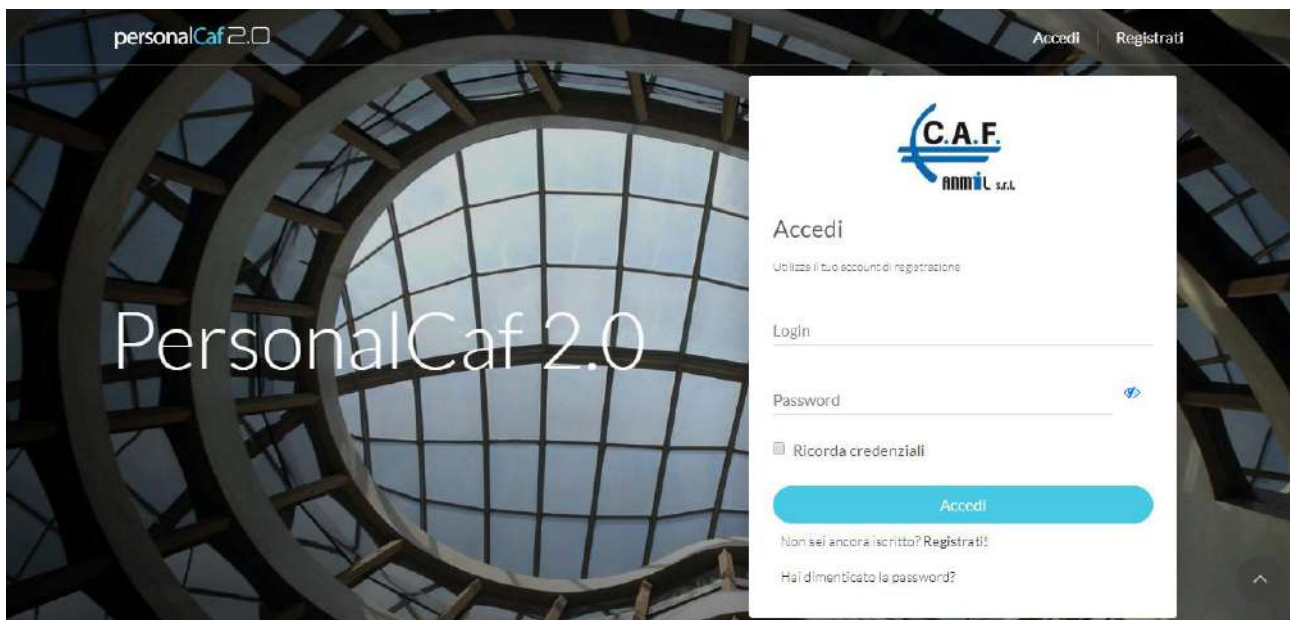 personalCaf 2.0
Accedi
Registrati
C.A.F.
ANMIL s.r.l.
Accedi
Utilizza il tuo account di registrazione
PersonalCaf 2.0
Login
Password
Ricorda credenziali
Accedi
Non sei ancora iscritto? Registrati!
Hai dimenticato la password?